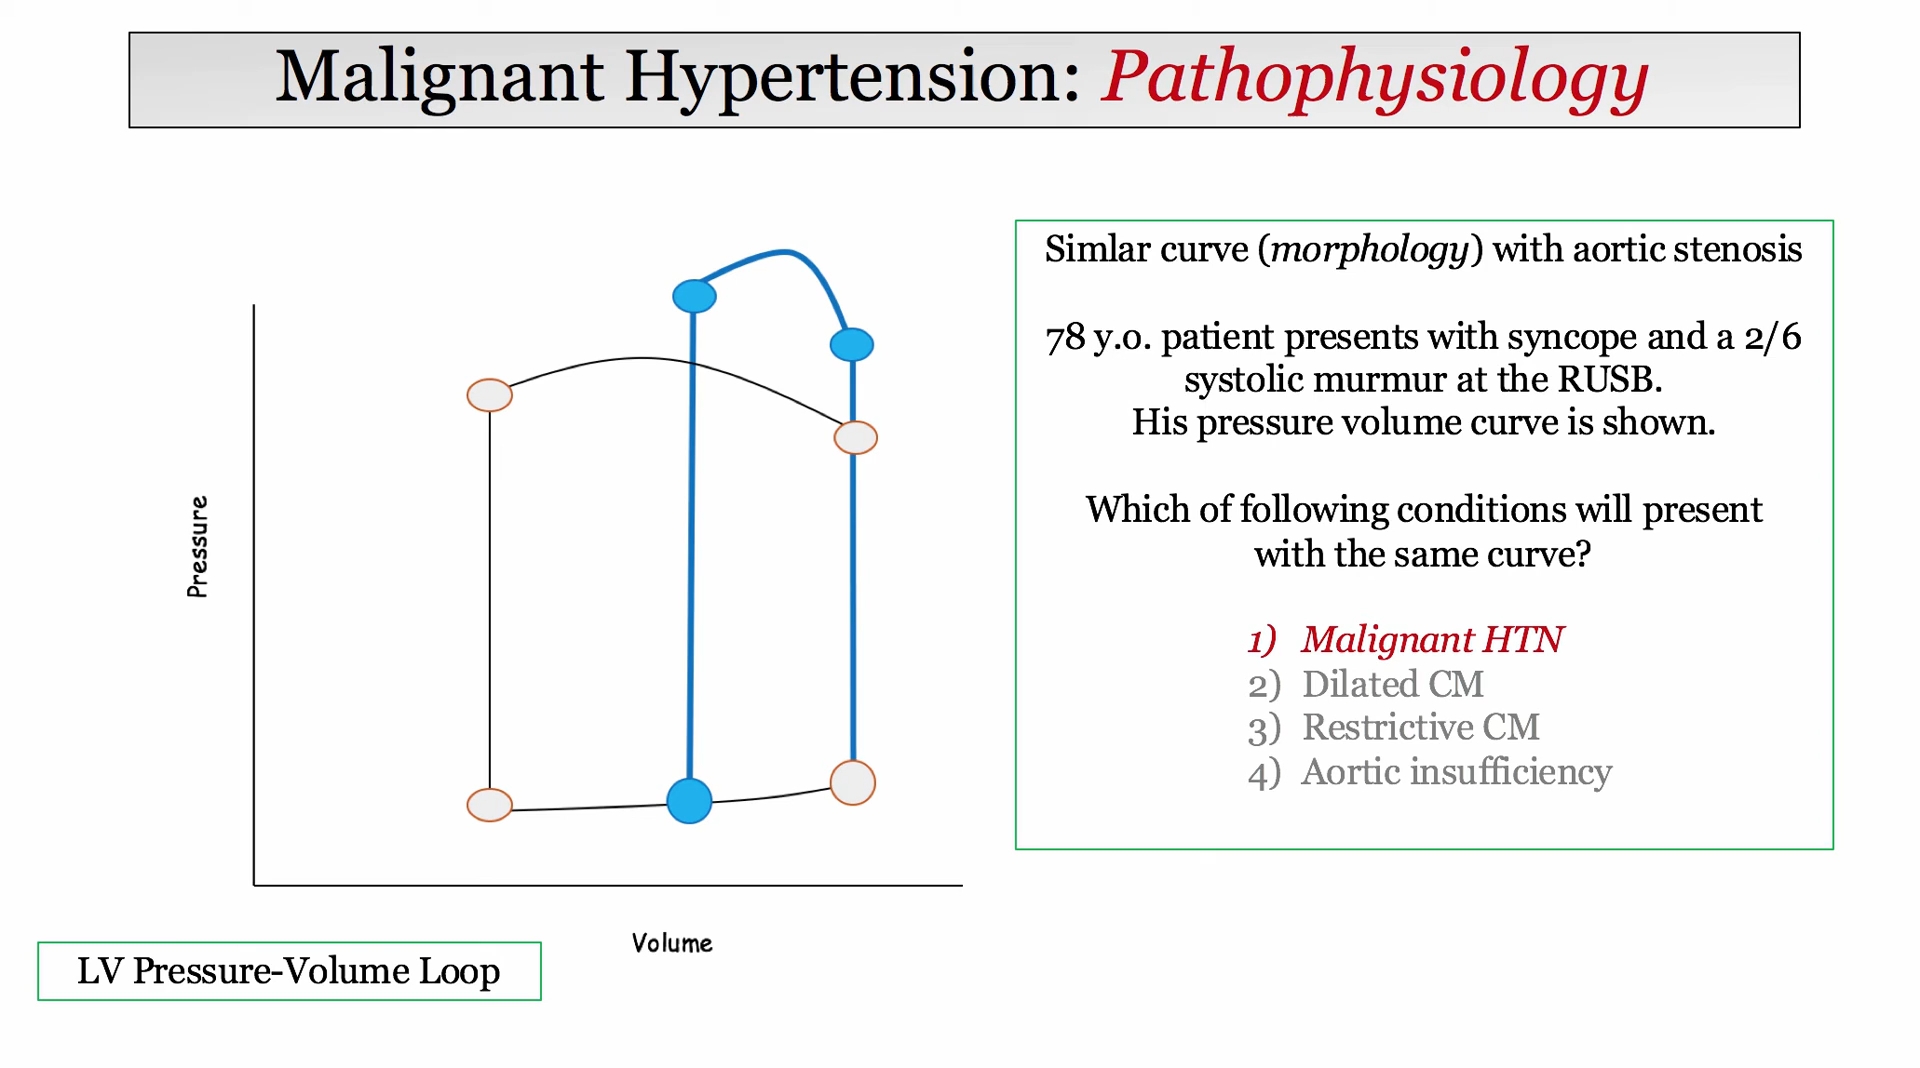 Malignant Hypertension: Pathophysiology
Simlar curve (morphology) with aortic stenosis
78 y.o. patient presents with syncope and a 2/6
systolic murmur at the RUSB.
His pressure volume curve is shown.
Which of following conditions will present
with the same curve?
1) Malignant HTN
2) Dilated CM
3) Restrictive CM
4) Aortic insufficiency
Pressure
Volume
LV Pressure-Volume Loop